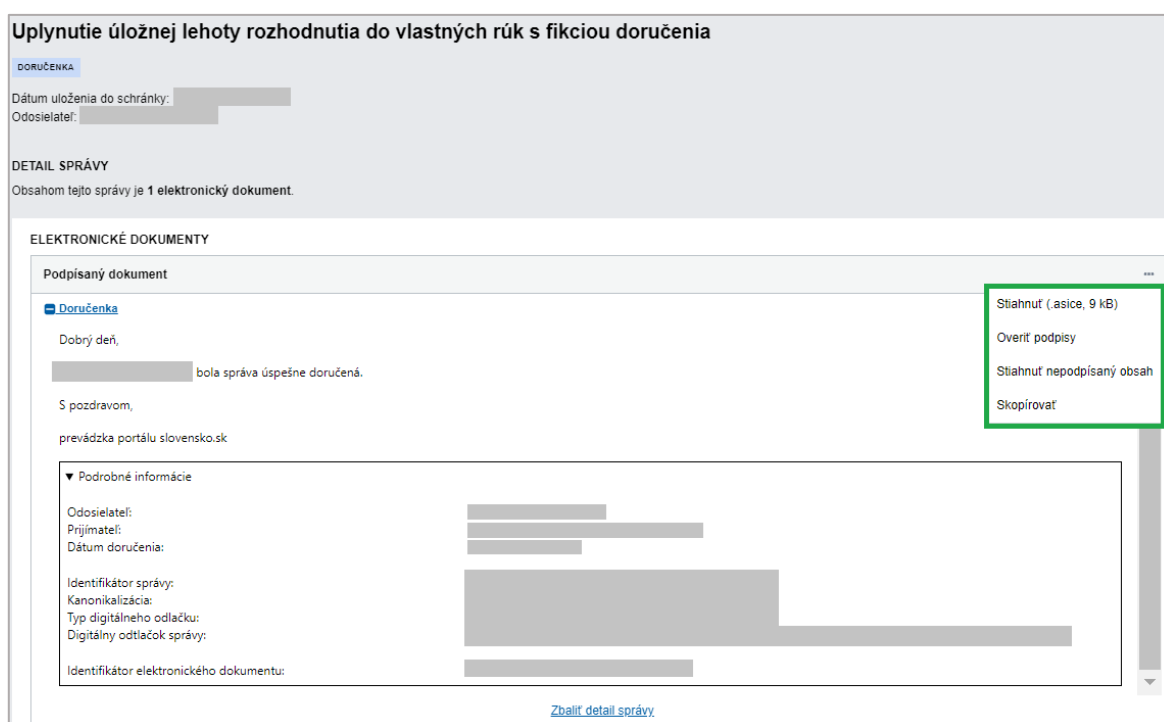 Uplynutie úložnej lehoty rozhodnutia do vlastných rúk s fikciou doručenia
DORUČENKA
Dátum uloženia do schránky:
Odosielateľ:
DETAIL SPRÁVY
Obsahom tejto správy je 1 elektronický dokument.
ELEKTRONICKÉ DOKUMENTY
Podpísaný dokument
Doručenka
Stiahnuť (.asice, 9 kB)
Overiť podpisy
Stiahnuť nepodpísaný obsah
Skopírovať
Dobrý deň,
bola správa úspešne doručená.
S pozdravom,
prevádzka portálu slovensko.sk
▼ Podrobné informácie
Odosielateľ:
Prijímateľ:
Dátum doručenia:
Identifikátor správy:
Kanonikalizácia:
Typ digitálneho odlačku:
Digitálny odtlačok správy:
Identifikátor elektronického dokumentu:
Zbaliť detail správy